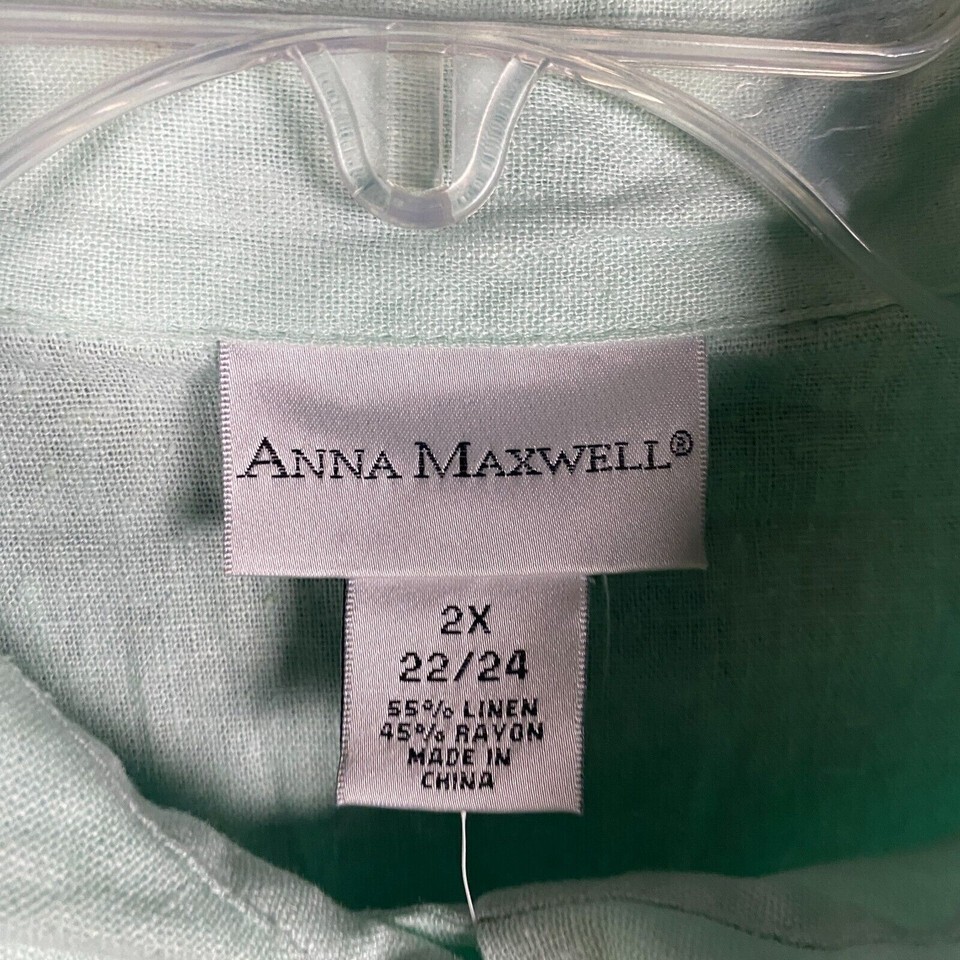 ANNA MAXWELL®
2X
22/24
55% LINEN
45% RAYON
MADE IN
CHINA